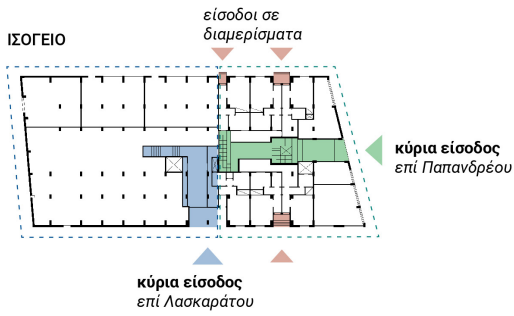 είσοδοι σε
διαμερίσματα
ΙΣΟΓΕΙΟ
κύρια είσοδος
επί Παπανδρέου
κύρια είσοδος
επί Λασκαράτου